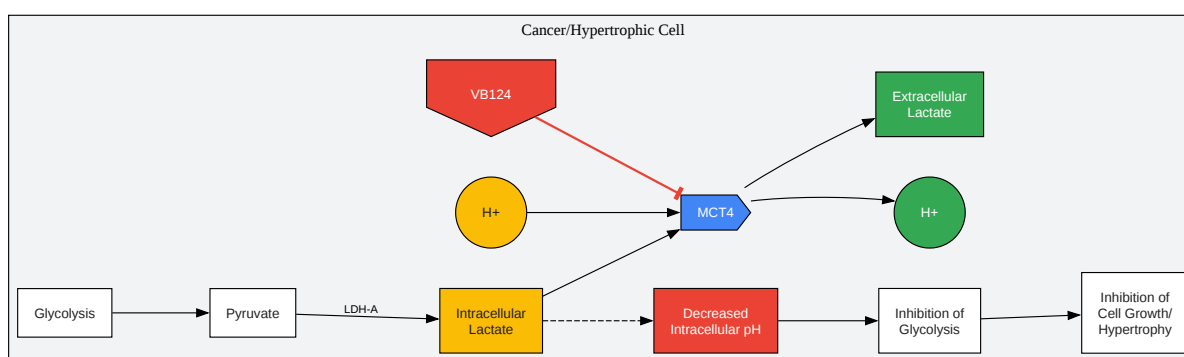 Cancer/Hypertrophic Cell
VB124
Extracellular
Lactate
H+
MCT4
H+
Glycolysis
Pyruvate
LDH-A
Intracellular
Lactate
Decreased
Intracellular pH
Inhibition of
Glycolysis
Inhibition of
Cell Growth/
Hypertrophy